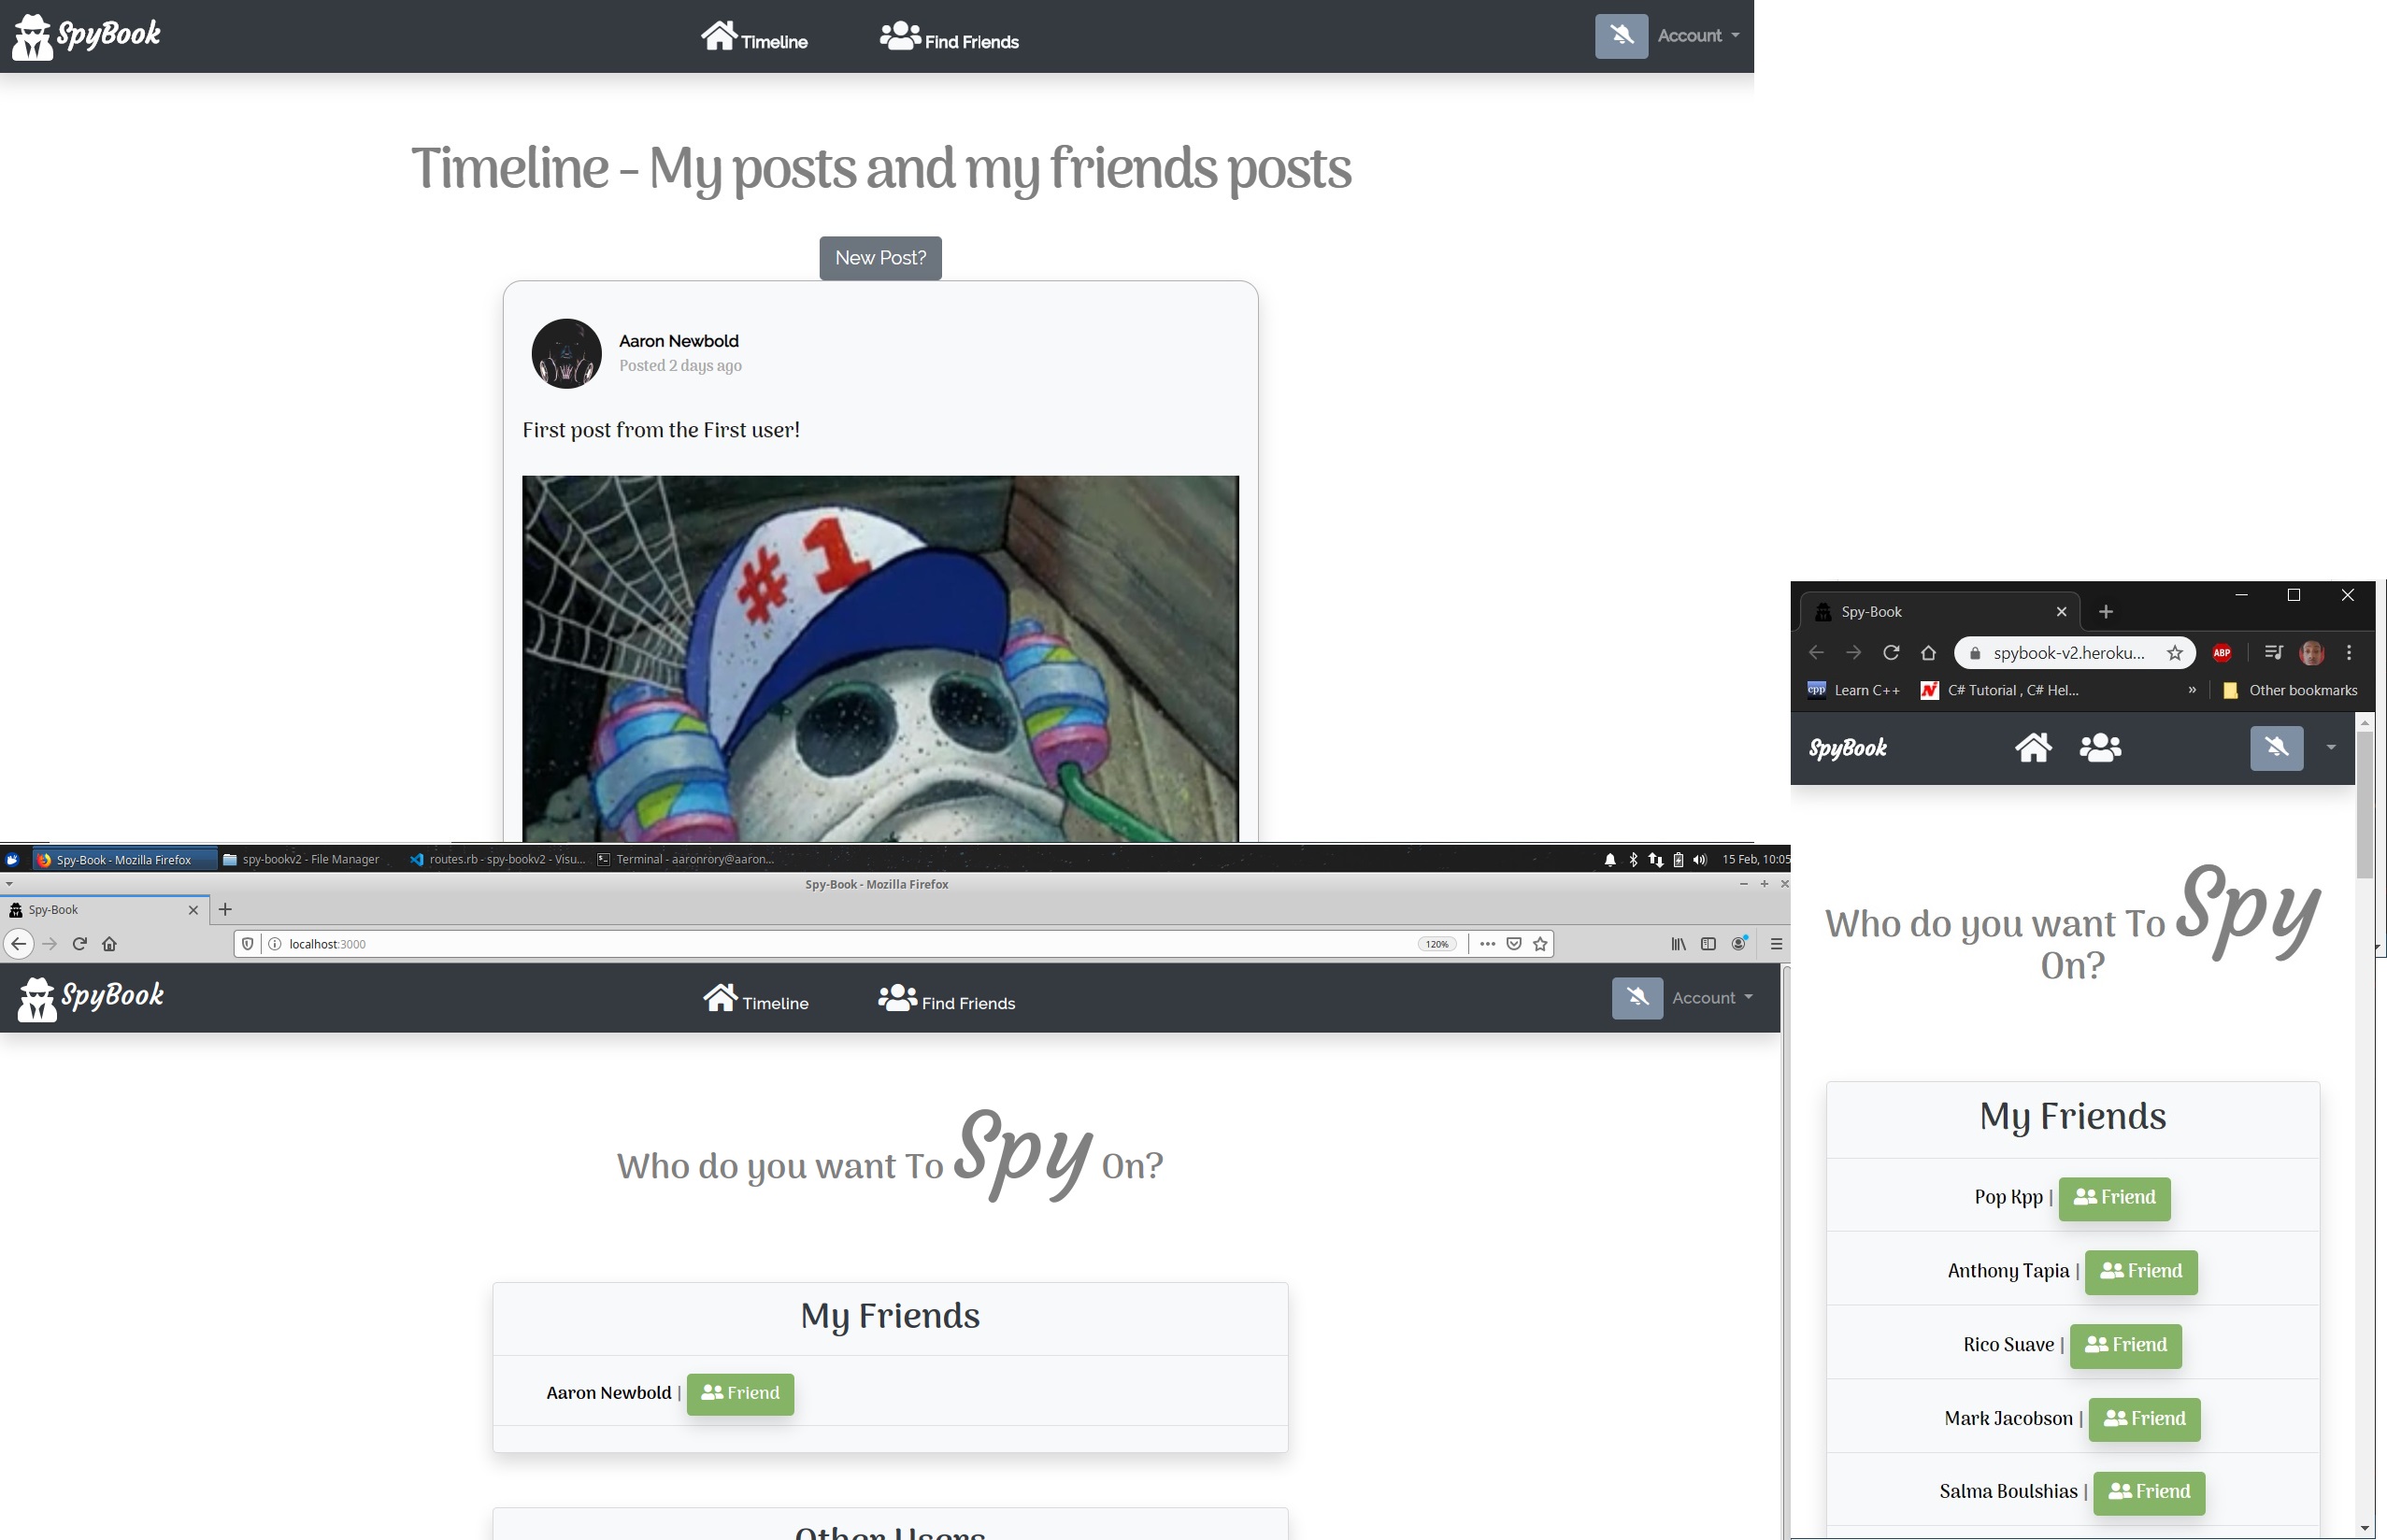 SpyBook
Timeline
Find Friends
Account
Timeline - My posts and my friends posts
New Post?
Aaron Newbold
Posted 2 days ago
First post from the First user!
#1
Spy-Book - Mozilla Firefox
spy-bookv2 - File Manager
routes.rb - spy-bookv2 - Visu...
Terminal - aaronrory@aaron...
15 Feb, 10:05
Spy-Book - Mozilla Firefox
Spy-Book
localhost:3000
120%
SpyBook
Timeline
Find Friends
Account
Who do you want To Spy On?
My Friends
Aaron Newbold | Friend
Other Users
Spy-Book
spybook-v2.heroku...
ABP
cpp
Learn C++
C# Tutorial , C# Hel...
»
Other bookmarks
SpyBook
Who do you want To Spy
On?
My Friends
Pop Kpp | Friend
Anthony Tapia | Friend
Rico Suave | Friend
Mark Jacobson | Friend
Salma Boulshias | Friend